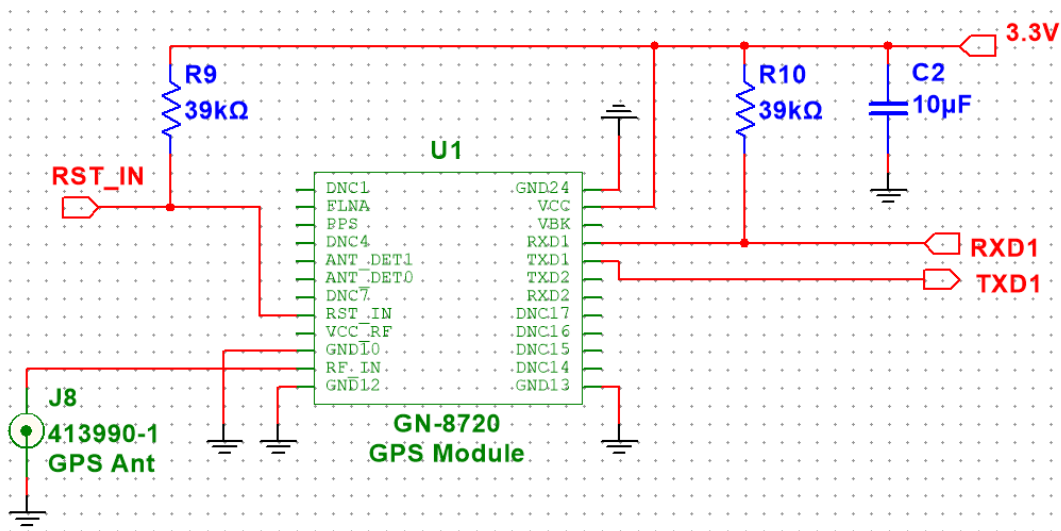 3.3V
R9
39kΩ
R10
39kΩ
C2
10µF
U1
RST_IN
DNC1
FLNA
PPS
DNC4
ANT_DET1
ANT_DET0
DNC7
RST_IN
VCC_RF
GND10
RF_IN
GND12
GND24
VCC
VBK
RXD1
TXD1
TXD2
RXD2
DNC17
DNC16
DNC15
DNC14
GND13
RXD1
TXD1
J8
413990-1
GPS Ant
GN-8720
GPS Module